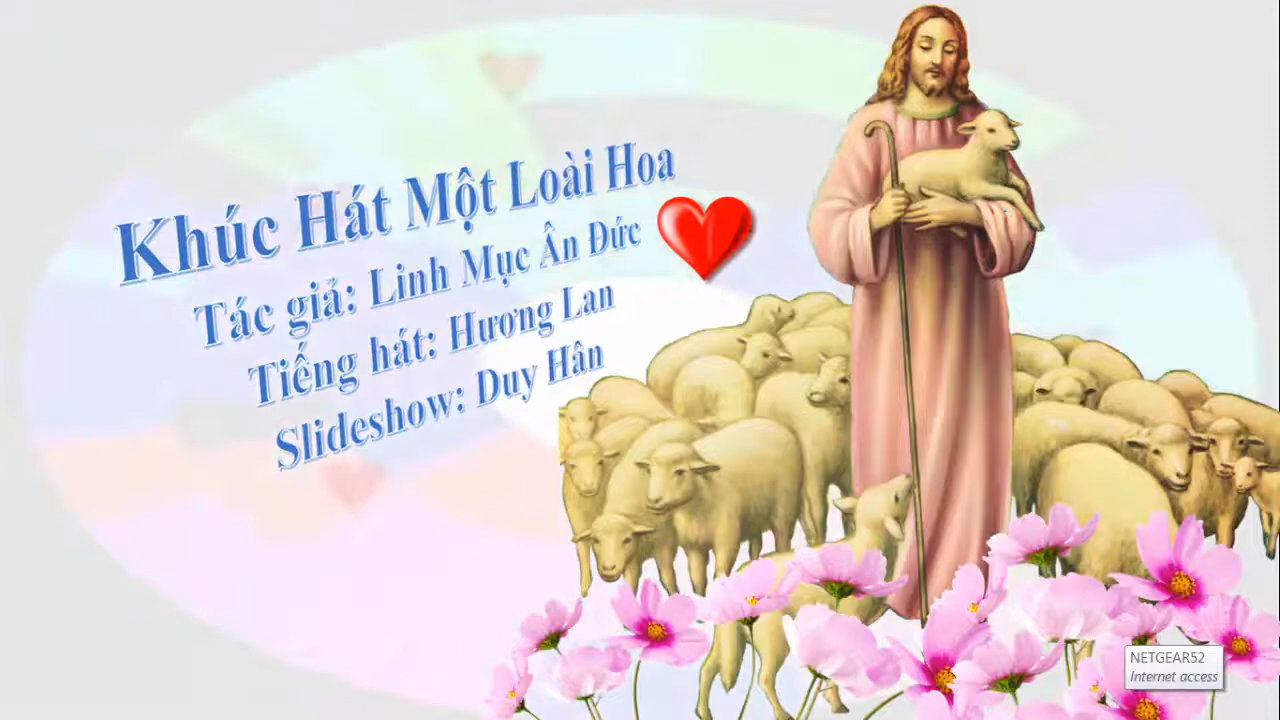 Khúc Hát Một Loài Hoa
Tác giả: Linh Mục Ân Đức
Tiếng hát: Hương Lan
Slideshow: Duy Hân
NETGEAR52
Internet access